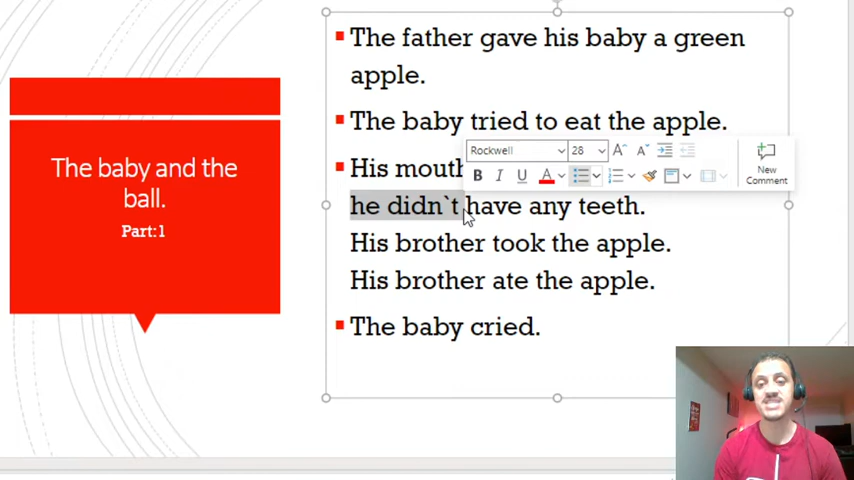 The baby and the
ball.
Part:1
The father gave his baby a green
apple.
The baby tried to eat the apple.
His mouth
he didn`t have any teeth.
His brother took the apple.
His brother ate the apple.
The baby cried.
Rockwell
28
B I U A
New
Comment